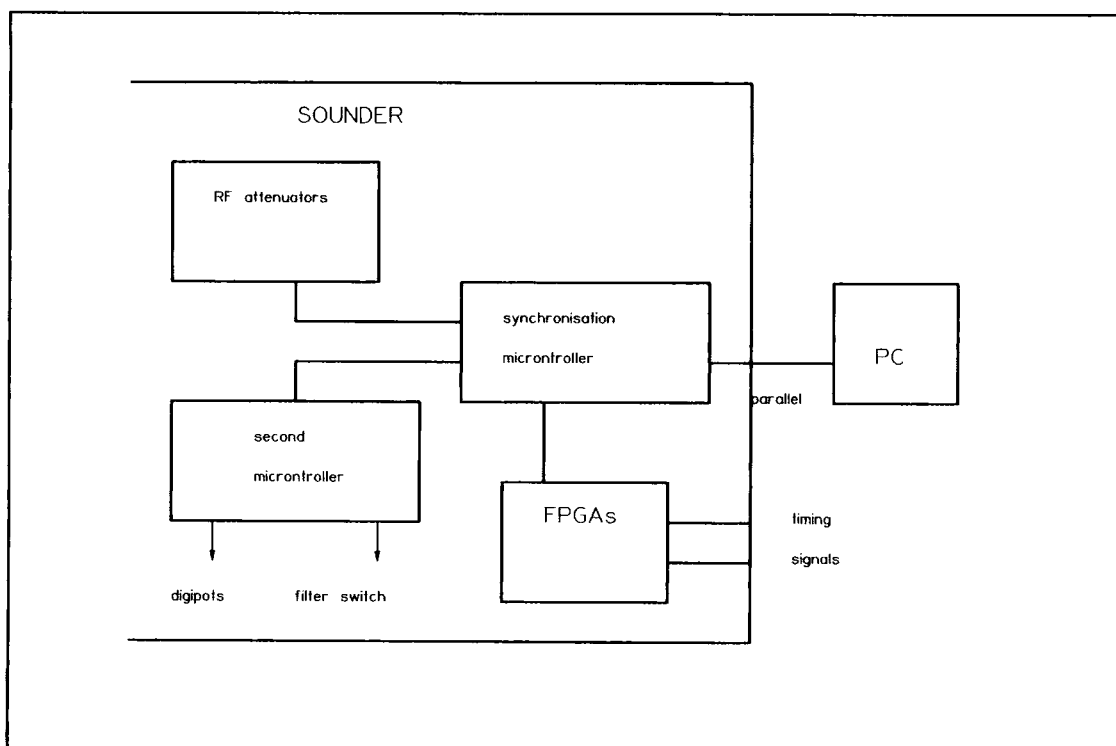 SOUNDER
RF attenuators
synchronisation
microntroller
PC
parallel
second
microntroller
FPGAs
timing
signals
digipots
filter switch